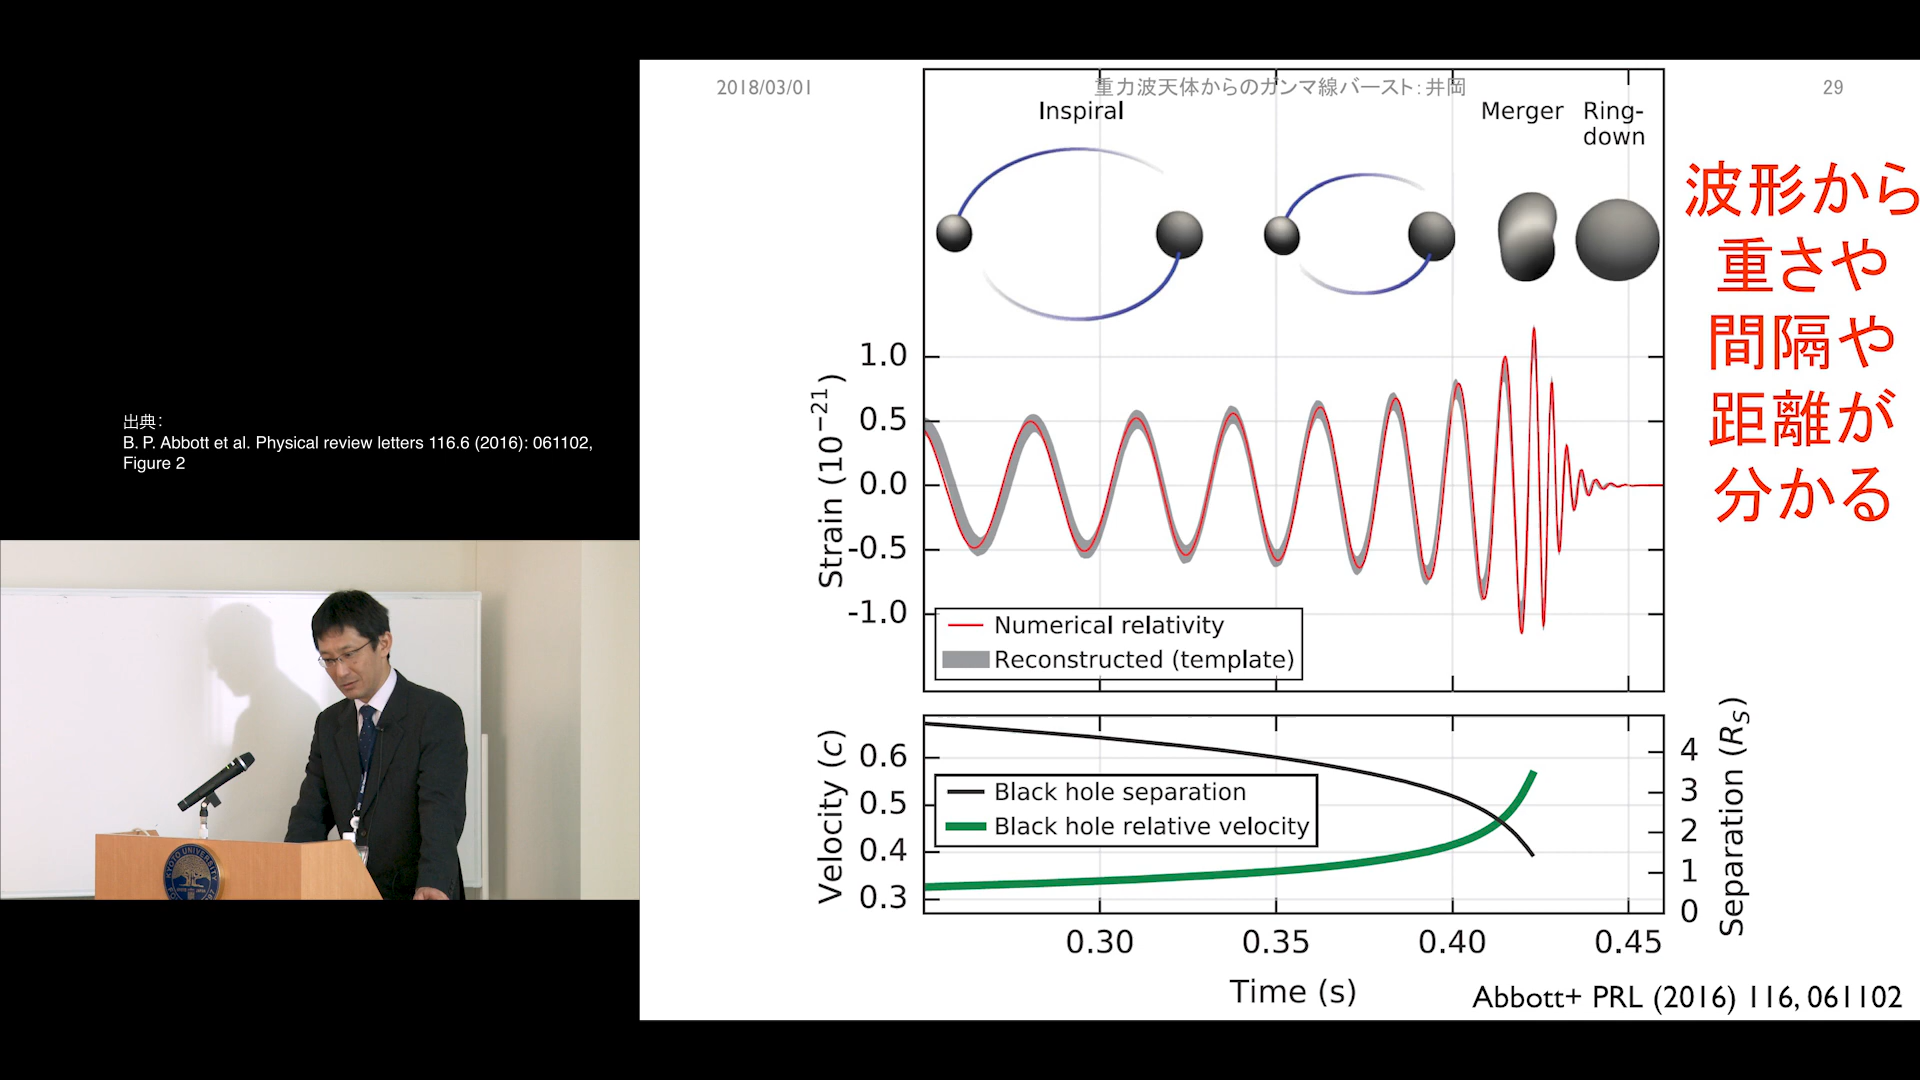 2018/03/01
重力波天体からのガンマ線バースト：井岡
29
Inspiral
Merger
Ring-
down
波形から
重さや
間隔や
距離が
分かる
1.0
0.5
0.0
-0.5
-1.0
Strain (10⁻²¹)
Numerical relativity
Reconstructed (template)
Velocity (c)
0.6
0.5
0.4
0.3
Black hole separation
Black hole relative velocity
4
3
2
1
0
Separation (R_S)
0.30
0.35
0.40
0.45
Time (s)
Abbott+ PRL (2016) 116, 061102
出典：
B. P. Abbott et al. Physical review letters 116.6 (2016): 061102,
Figure 2
KYOTO UNIVERSITY